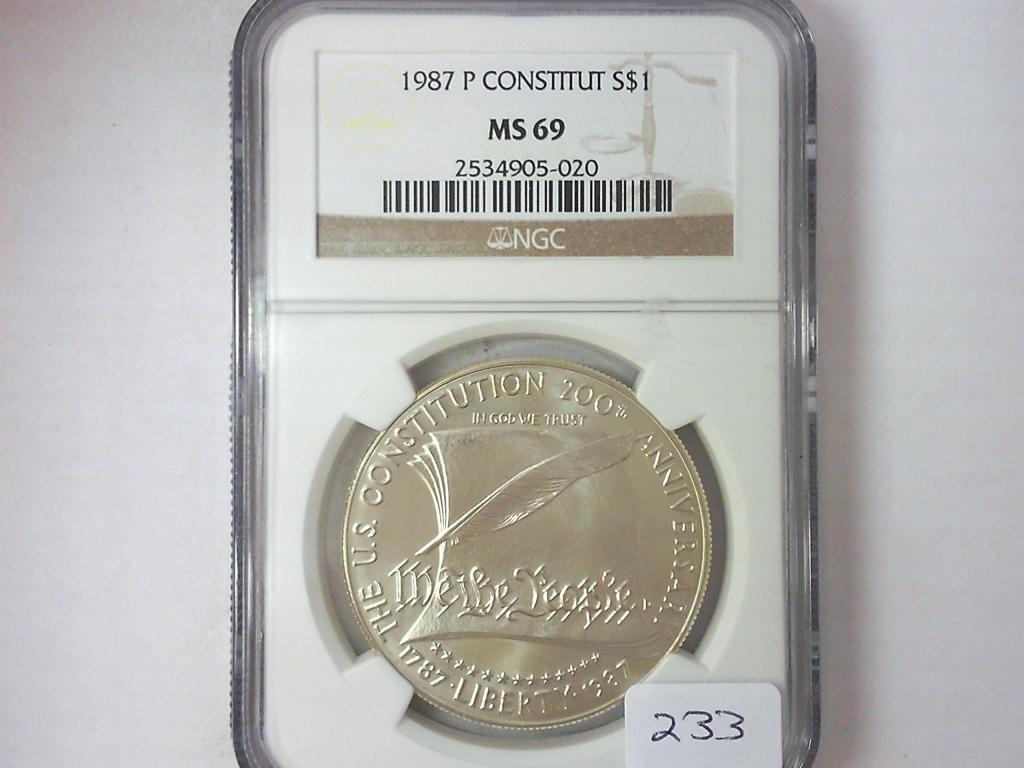 1987 P CONSTITUT S$1
MS 69
2534905-020
NGC
THE U.S. CONSTITUTION 200TH ANNIVERSARY
IN GOD WE TRUST
We the People
P
1787 · LIBERTY · 1987
233